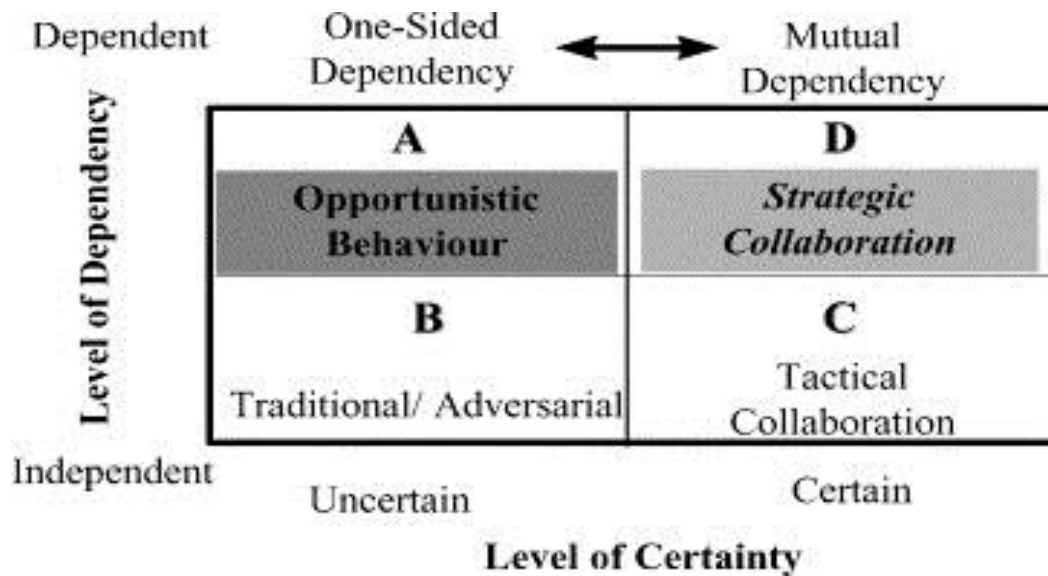 Dependent
One-Sided
Dependency
Mutual
Dependency
Level of Dependency
A
Opportunistic
Behaviour
D
Strategic
Collaboration
B
Traditional/ Adversarial
C
Tactical
Collaboration
Independent
Uncertain
Certain
Level of Certainty